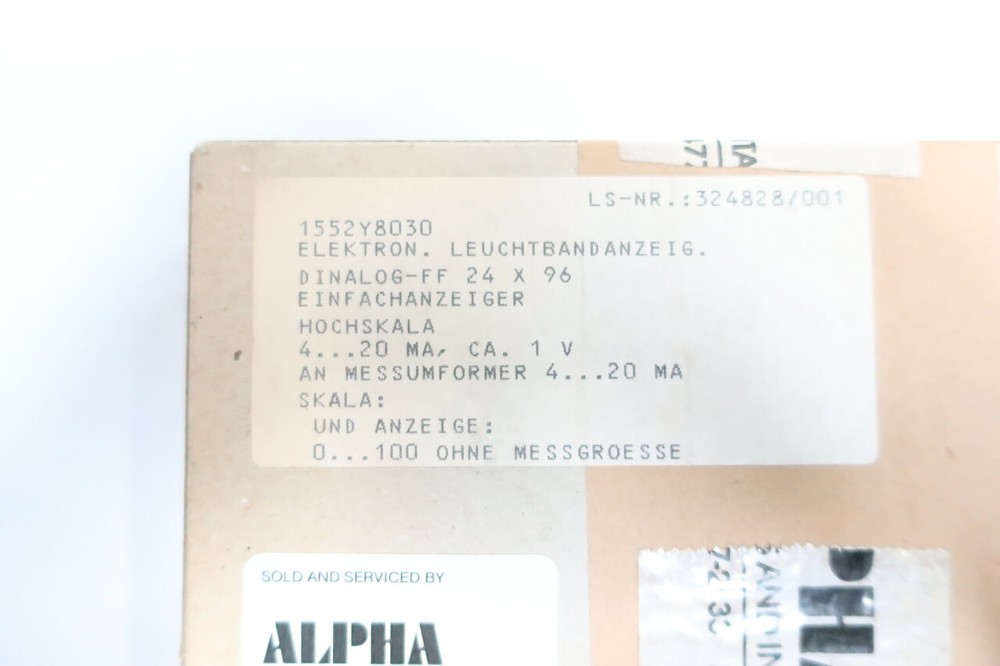 LS-NR.:324828/001
1552Y8030
ELEKTRON. LEUCHTBANDANZEIG.
DINALOG-FF 24 X 96
EINFACHANZEIGER
HOCHSKALA
4...20 MA, CA. 1 V
AN MESSUMFORMER 4...20 MA
SKALA:
UND ANZEIGE:
0...100 OHNE MESSGROESSE
SOLD AND SERVICED BY
ALPHA